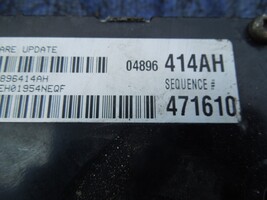 ARE UPDATE
04896 414AH
896414AH
SEQUENCE #
EH01954NEQF
471610